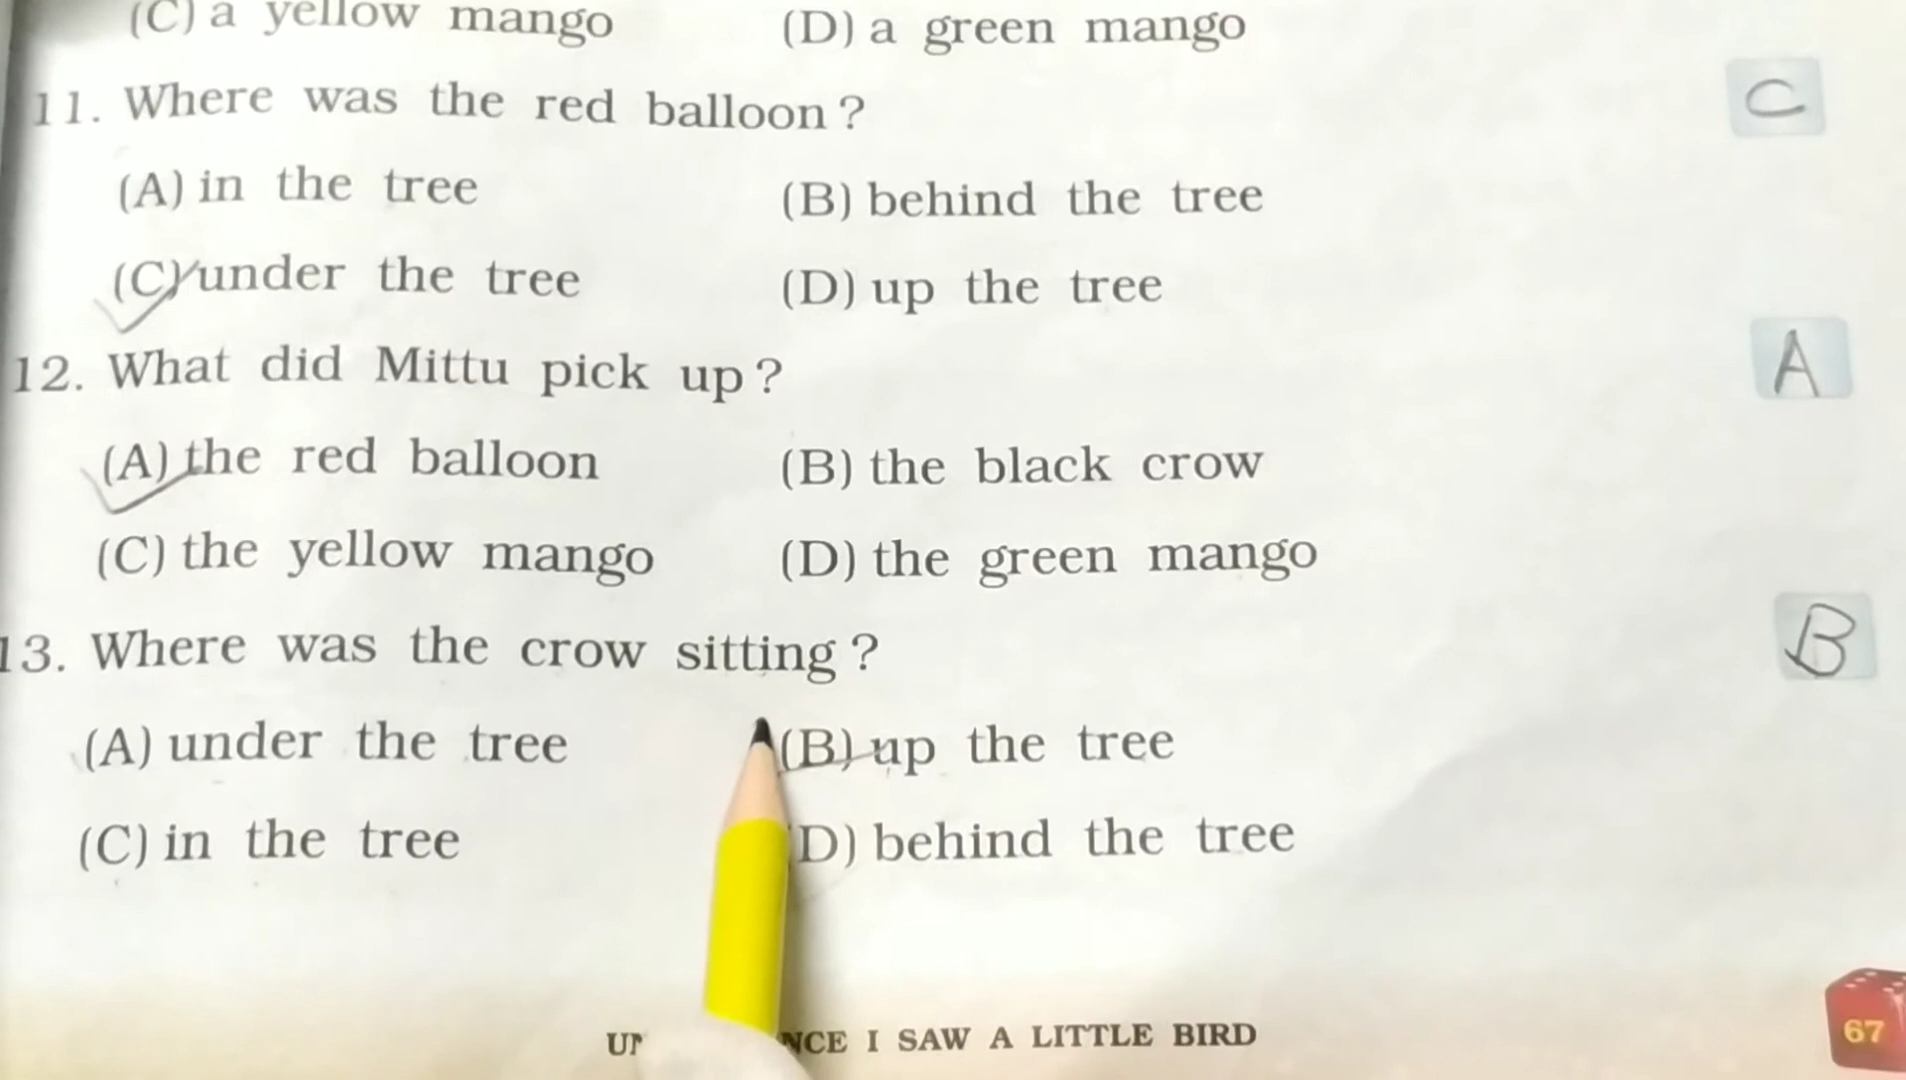 (C) a yellow mango (D) a green mango
11. Where was the red balloon? C
(A) in the tree (B) behind the tree
(C) under the tree (D) up the tree
12. What did Mittu pick up? A
(A) the red balloon (B) the black crow
(C) the yellow mango (D) the green mango
13. Where was the crow sitting? B
(A) under the tree (B) up the tree
(C) in the tree D) behind the tree
I SAW A LITTLE BIRD
67